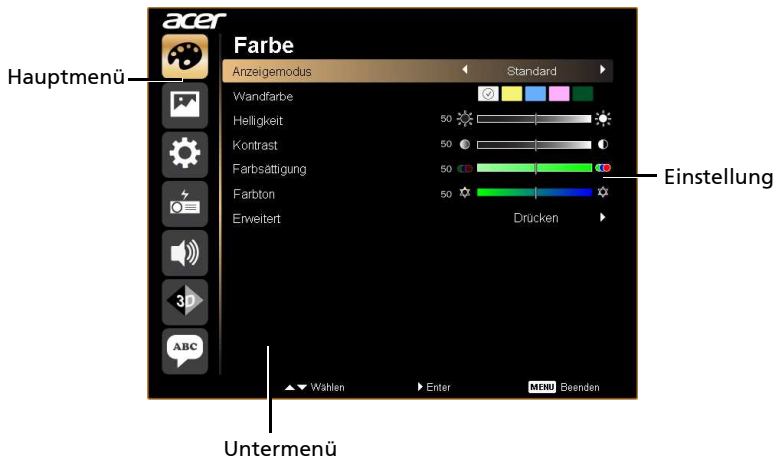 acer
Farbe
Hauptmenü
Anzeigemodus Standard
Wandfarbe
Helligkeit 50
Kontrast 50
Farbsättigung 50
Einstellung
Farbton 50
Erweitert Drücken
3D
ABC
Wählen Enter MENU Beenden
Untermenü